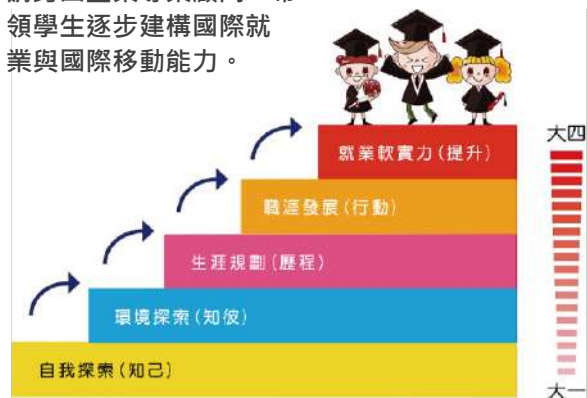 領學生逐步建構國際就
業與國際移動能力。
大四
就業軟實力(提升)
職涯發展(行動)
生涯規劃(歷程)
環境探索(知彼)
自我探索(知己)
大一